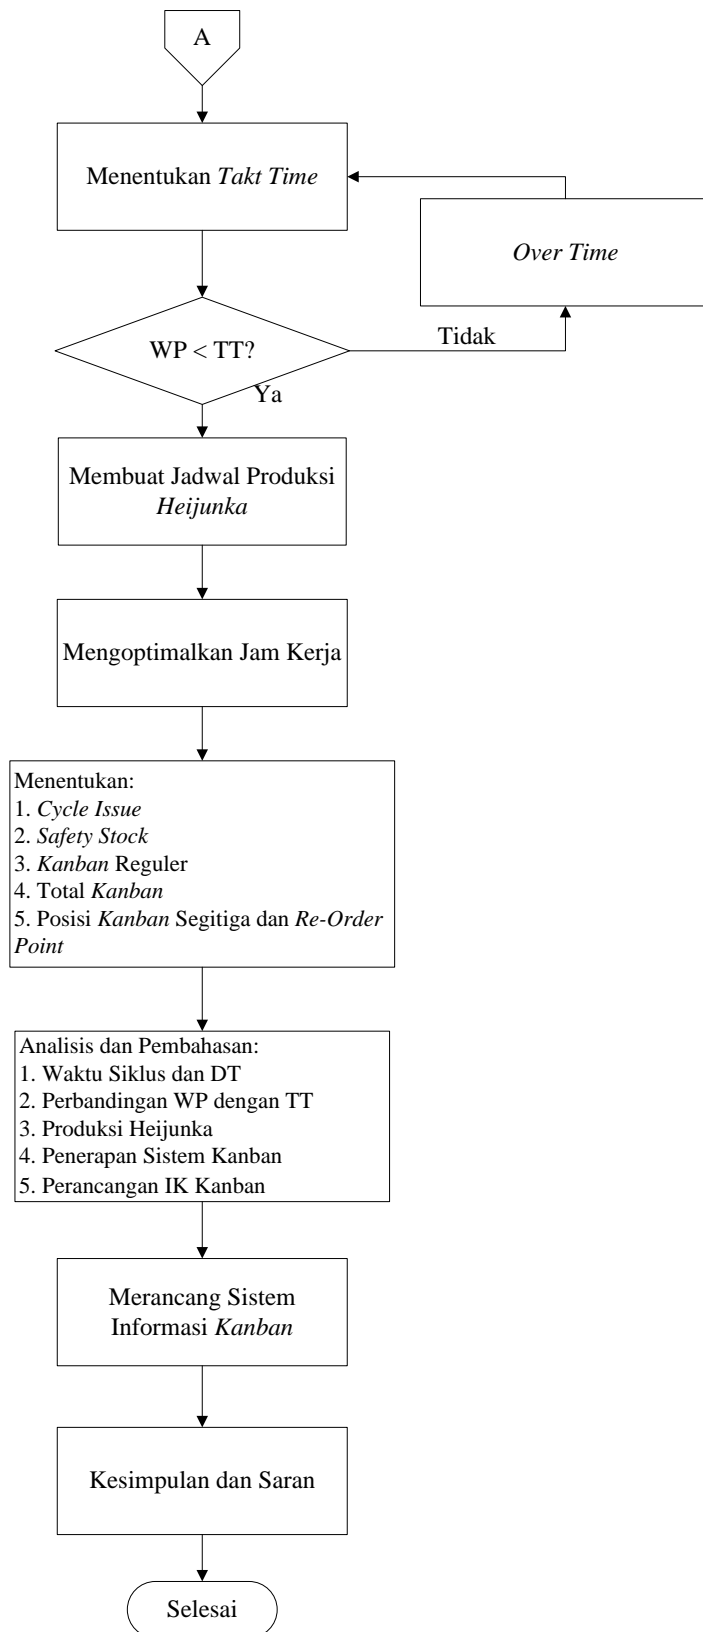 A
Menentukan Takt Time
Over Time
WP < TT?
Tidak
Ya
Membuat Jadwal Produksi
Heijunka
Mengoptimalkan Jam Kerja
Menentukan:
1. Cycle Issue
2. Safety Stock
3. Kanban Reguler
4. Total Kanban
5. Posisi Kanban Segitiga dan Re-Order
Point
Analisis dan Pembahasan:
1. Waktu Siklus dan DT
2. Perbandingan WP dengan TT
3. Produksi Heijunka
4. Penerapan Sistem Kanban
5. Perancangan IK Kanban
Merancang Sistem
Informasi Kanban
Kesimpulan dan Saran
Selesai